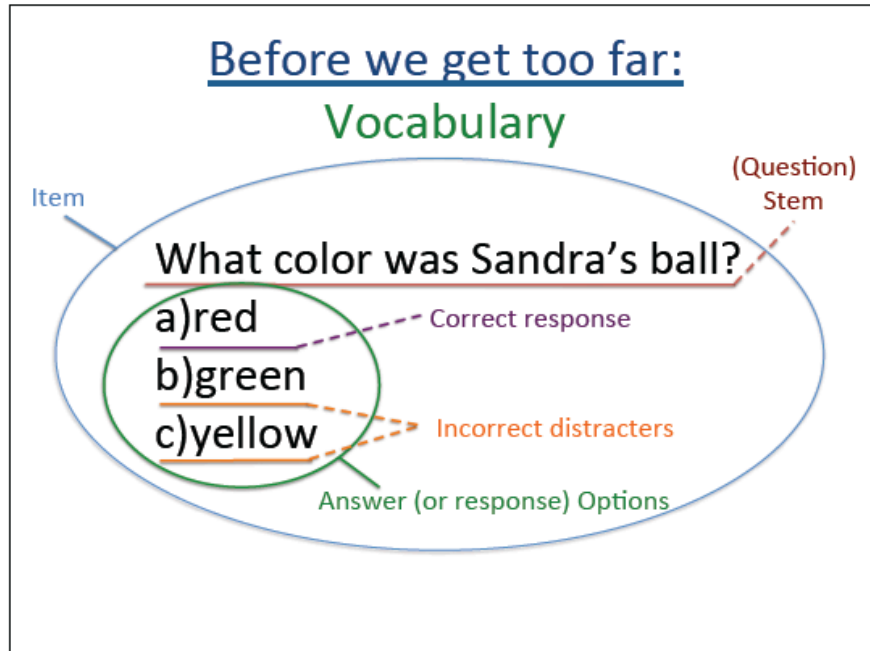 Before we get too far:
Vocabulary
(Question)
Stem
Item
What color was Sandra’s ball?
a)red
Correct response
b)green
c)yellow
Incorrect distracters
Answer (or response) Options